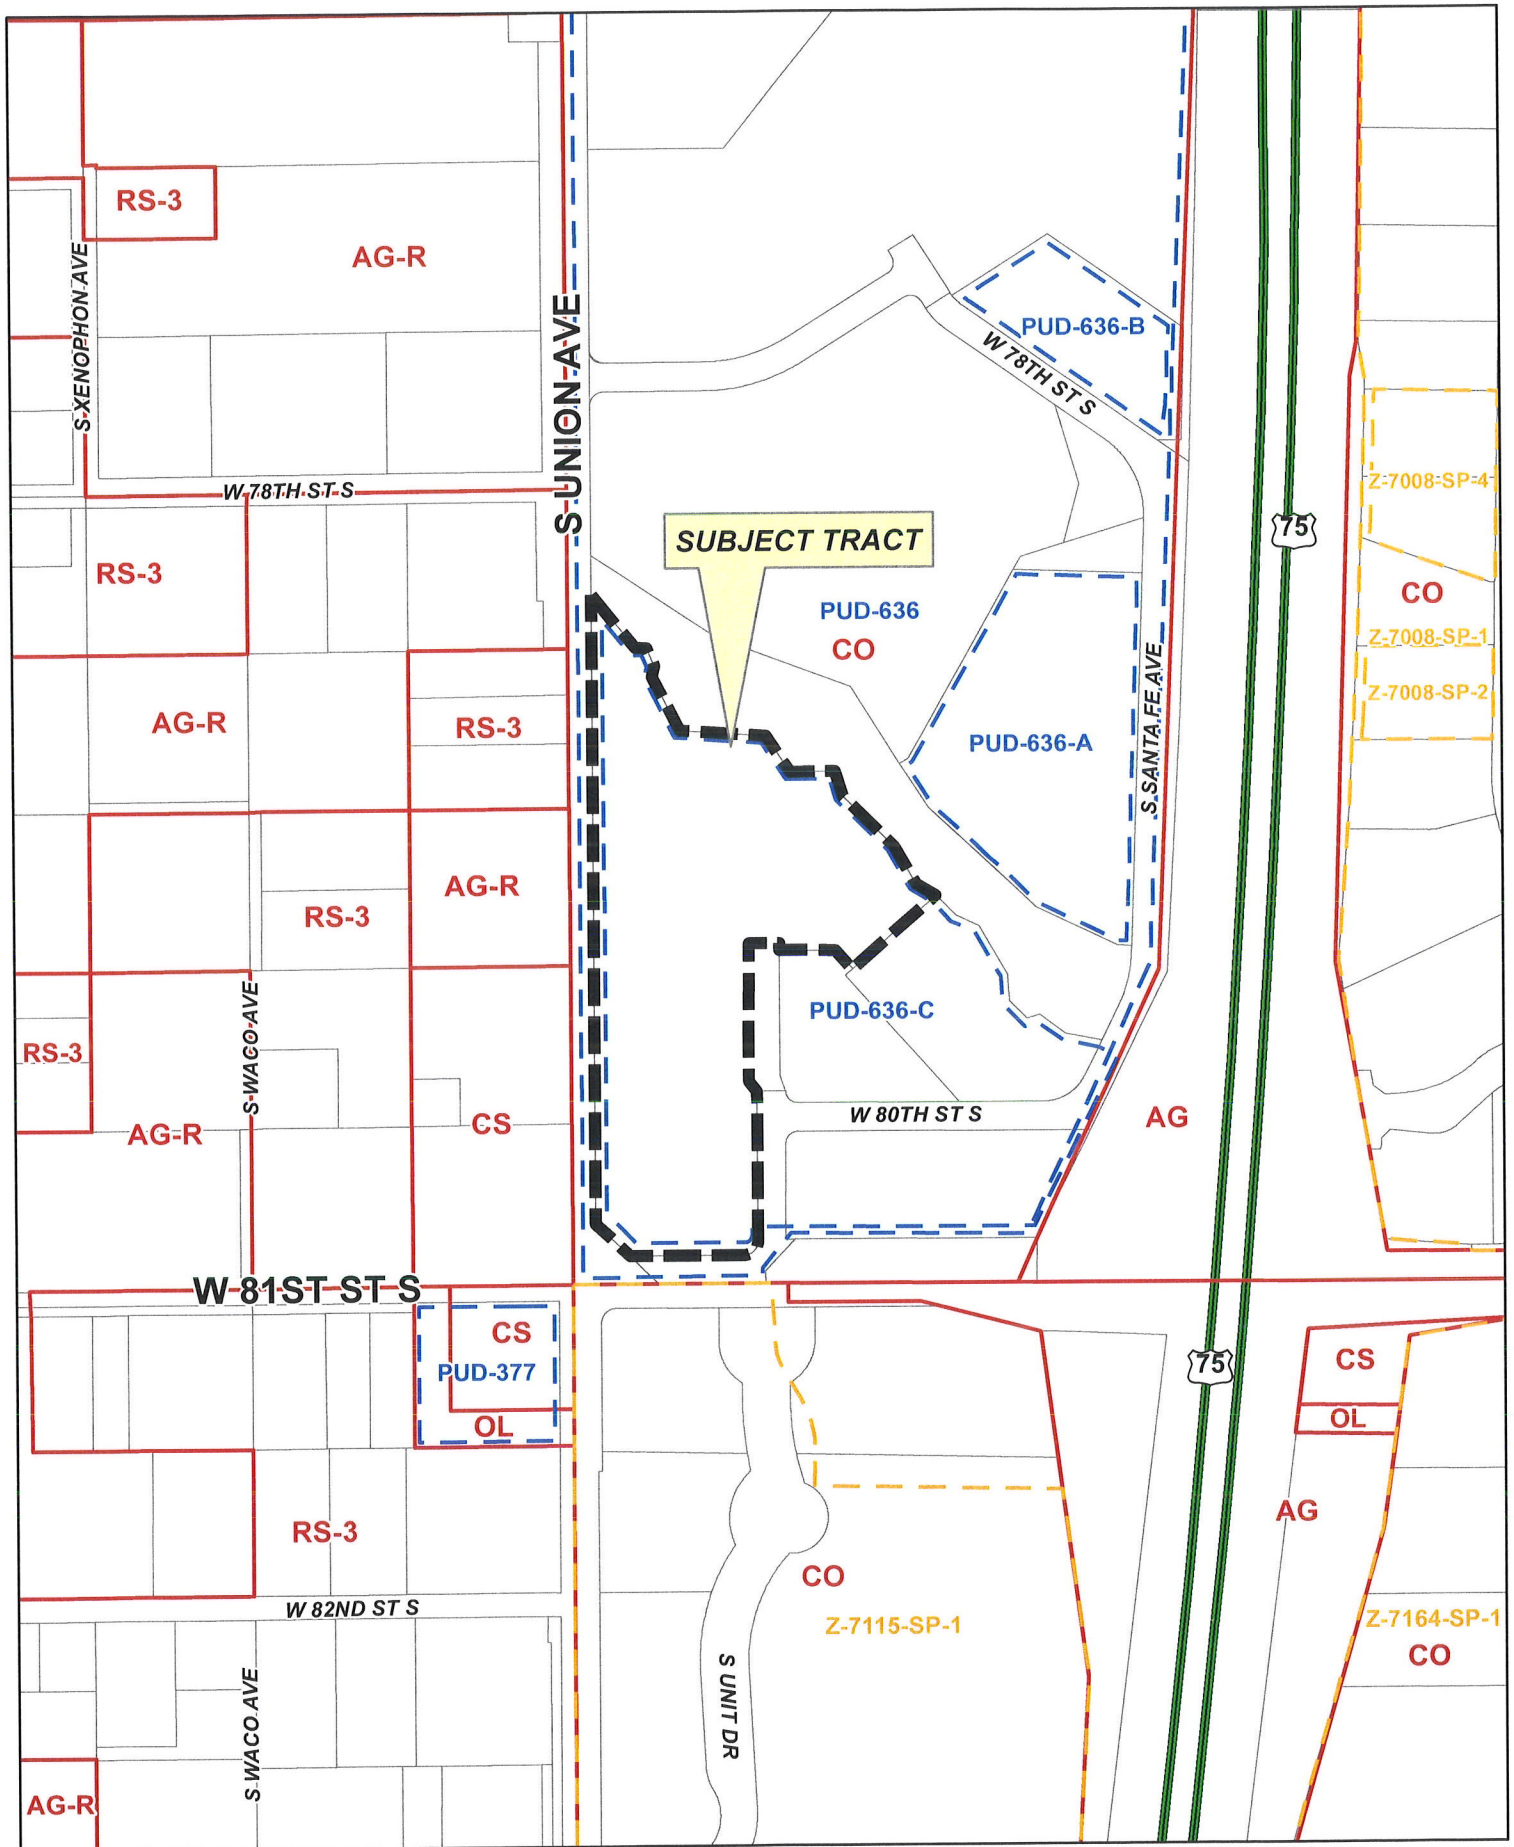 RS-3
AG-R
S XENOPHON AVE
S UNION AVE
PUD-636-B
W 78TH ST S
W 78TH ST S
Z-7008-SP-4
75
SUBJECT TRACT
RS-3
CO
PUD-636
CO
Z-7008-SP-1
Z-7008-SP-2
AG-R
RS-3
PUD-636-A
S SANTA FE AVE
AG-R
RS-3
PUD-636-C
S WACO AVE
RS-3
AG-R
CS
W 80TH ST S
AG
W 81ST ST S
CS
PUD-377
OL
75
CS
OL
AG
RS-3
CO
W 82ND ST S
Z-7115-SP-1
Z-7164-SP-1
CO
S UNIT DR
S WACO AVE
AG-R